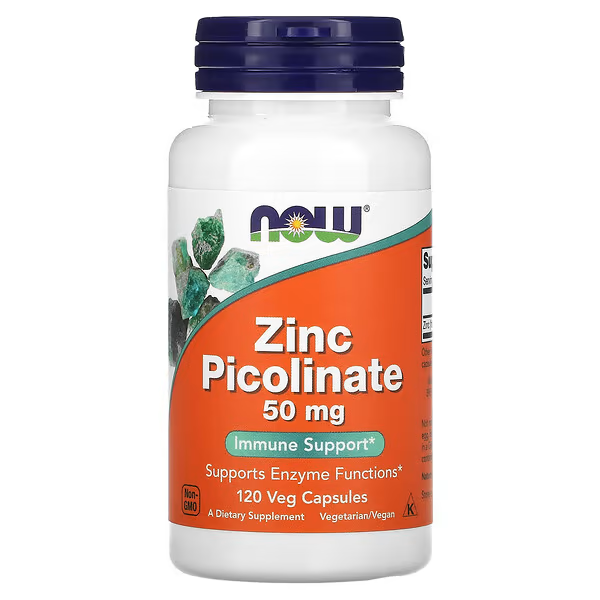 NOW®
Zinc
Picolinate
50 mg
Immune Support*
Supports Enzyme Functions*
120 Veg Capsules
Non-
GMO
A Dietary Supplement
Vegetarian/Vegan
K